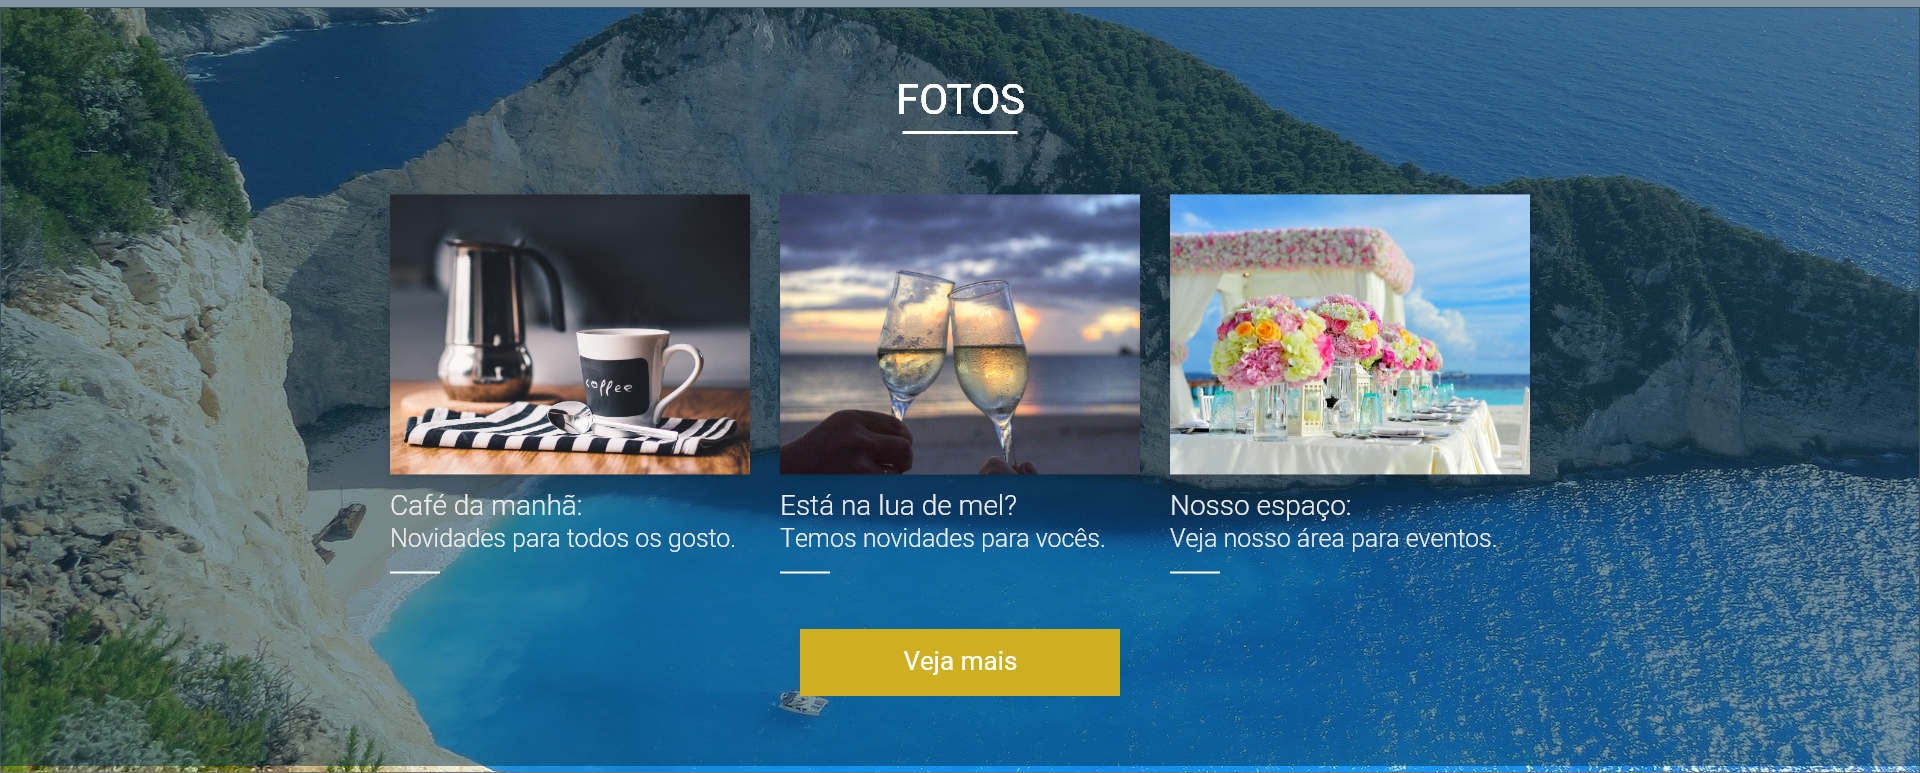 FOTOS
coffee
Café da manhã:
Novidades para todos os gosto.
Está na lua de mel?
Temos novidades para vocês.
Nosso espaço:
Veja nosso área para eventos.
Veja mais